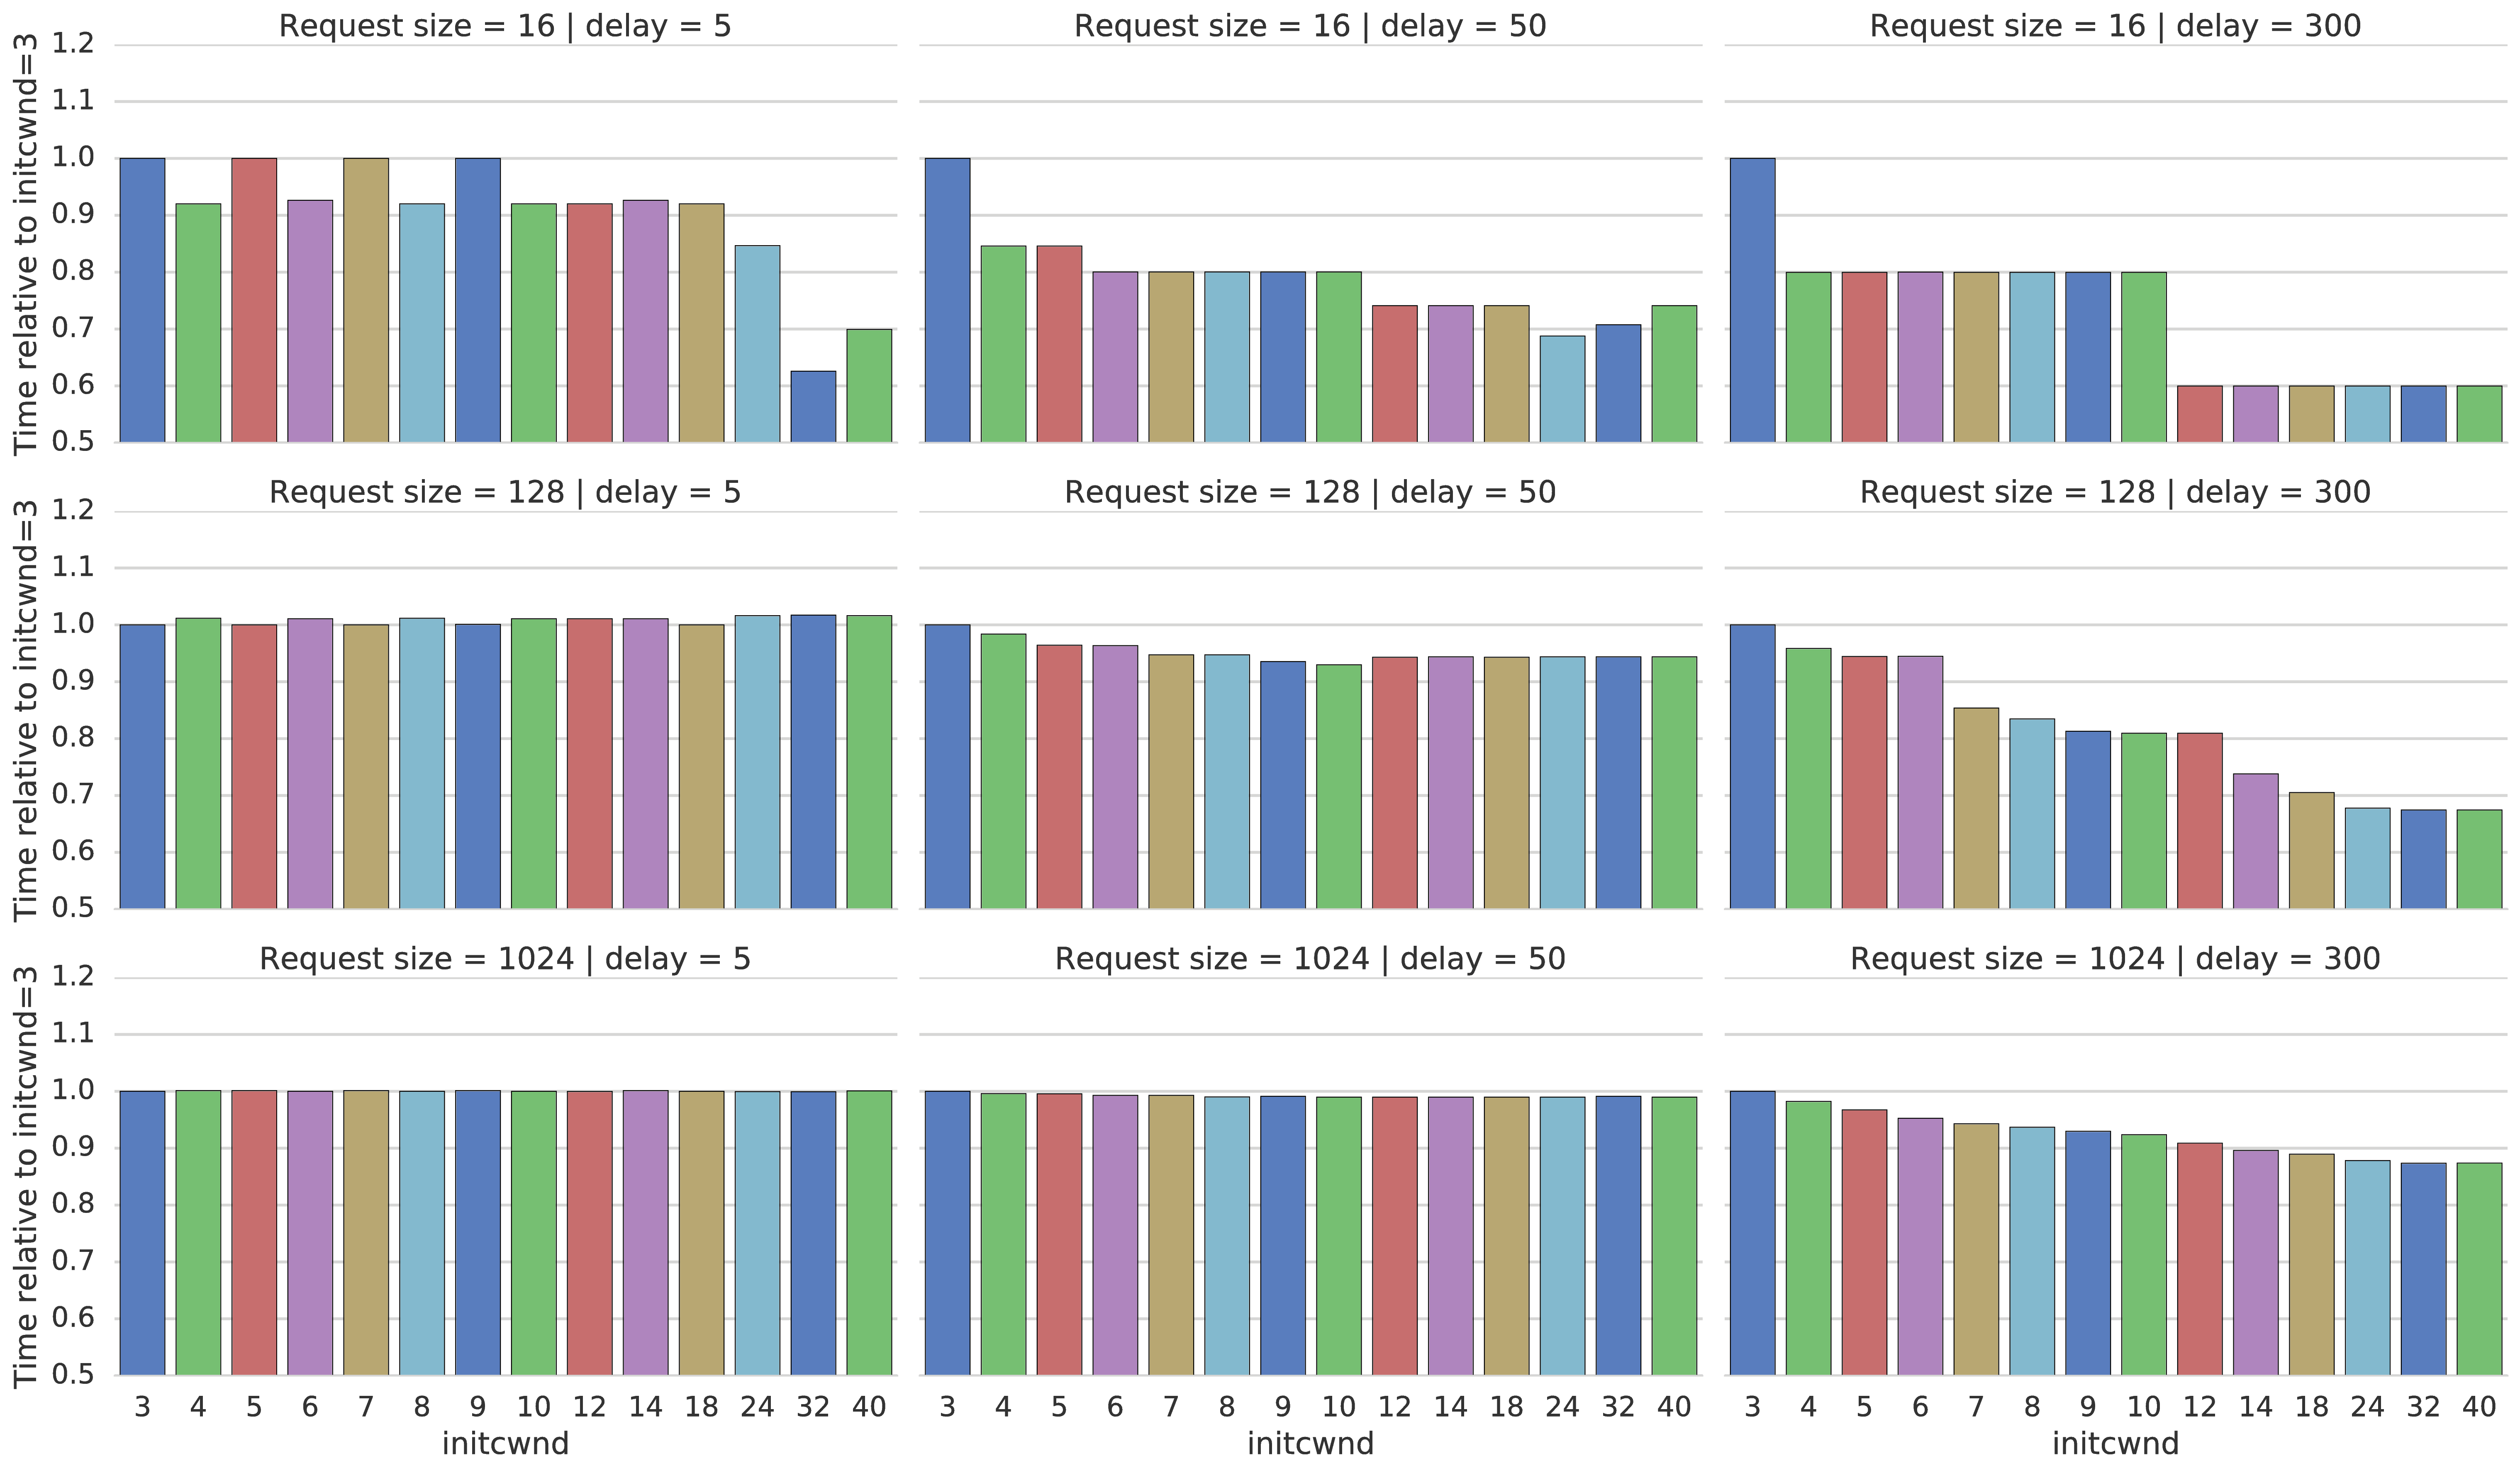 Request size = 16 | delay = 5
Request size = 16 | delay = 50
Request size = 16 | delay = 300
Time relative to initcwnd=3
1.2
1.1
1.0
0.9
0.8
0.7
0.6
0.5
Request size = 128 | delay = 5
Request size = 128 | delay = 50
Request size = 128 | delay = 300
Time relative to initcwnd=3
1.2
1.1
1.0
0.9
0.8
0.7
0.6
0.5
Request size = 1024 | delay = 5
Request size = 1024 | delay = 50
Request size = 1024 | delay = 300
Time relative to initcwnd=3
1.2
1.1
1.0
0.9
0.8
0.7
0.6
0.5
3 4 5 6 7 8 9 10 12 14 18 24 32 40
3 4 5 6 7 8 9 10 12 14 18 24 32 40
3 4 5 6 7 8 9 10 12 14 18 24 32 40
initcwnd
initcwnd
initcwnd